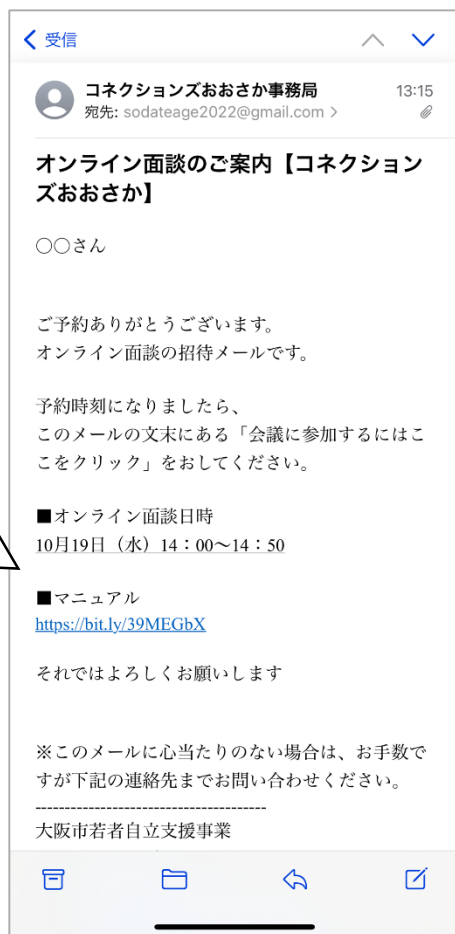 受信
コネクションズおおさか事務局 13:15
宛先: sodateage2022@gmail.com >
オンライン面談のご案内【コネクション
ズおおさか】
〇〇さん
ご予約ありがとうございます。
オンライン面談の招待メールです。
予約時刻になりましたら、
このメールの文末にある「会議に参加するにはこ
こをクリック」をおしてください。
■オンライン面談日時
10月19日（水）14：00〜14：50
■マニュアル
https://bit.ly/39MEGbX
それではよろしくお願いします
※このメールに心当たりのない場合は、お手数で
すが下記の連絡先までお問い合わせください。
---------------------------------------
大阪市若者自立支援事業